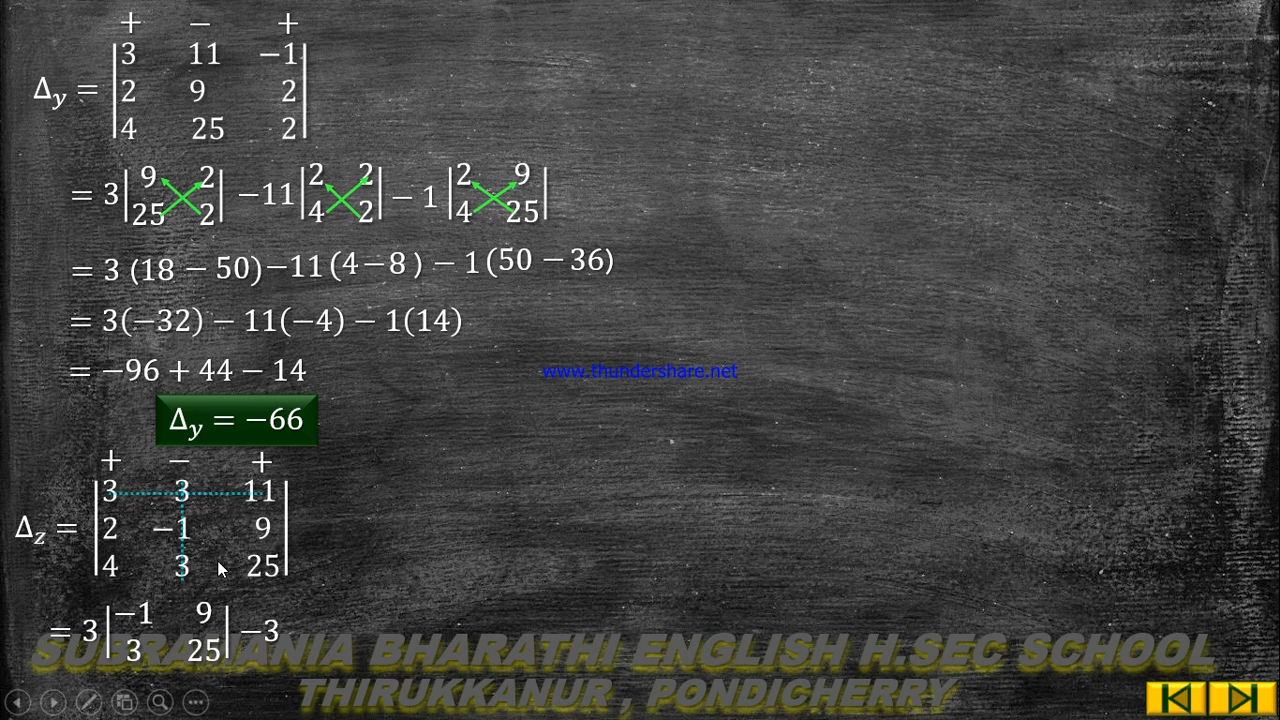 + − +
Δy = |3 11 −1|
|2 9 2|
|4 25 2|
= 3 |9 2| −11 |2 2| − 1 |2 9|
|25 2| |4 2| |4 25|
= 3 (18 − 50) −11 (4−8 ) − 1 (50 − 36)
= 3(−32) − 11(−4) − 1(14)
= −96 + 44 − 14
www.thundershare.net
Δy = −66
+ − +
Δz = |3 3 11|
|2 −1 9|
|4 3 25|
= 3 |−1 9| −3
|3 25|
SUBRAMANIA BHARATHI ENGLISH H.SEC SCHOOL
THIRUKKANUR , PONDICHERRY